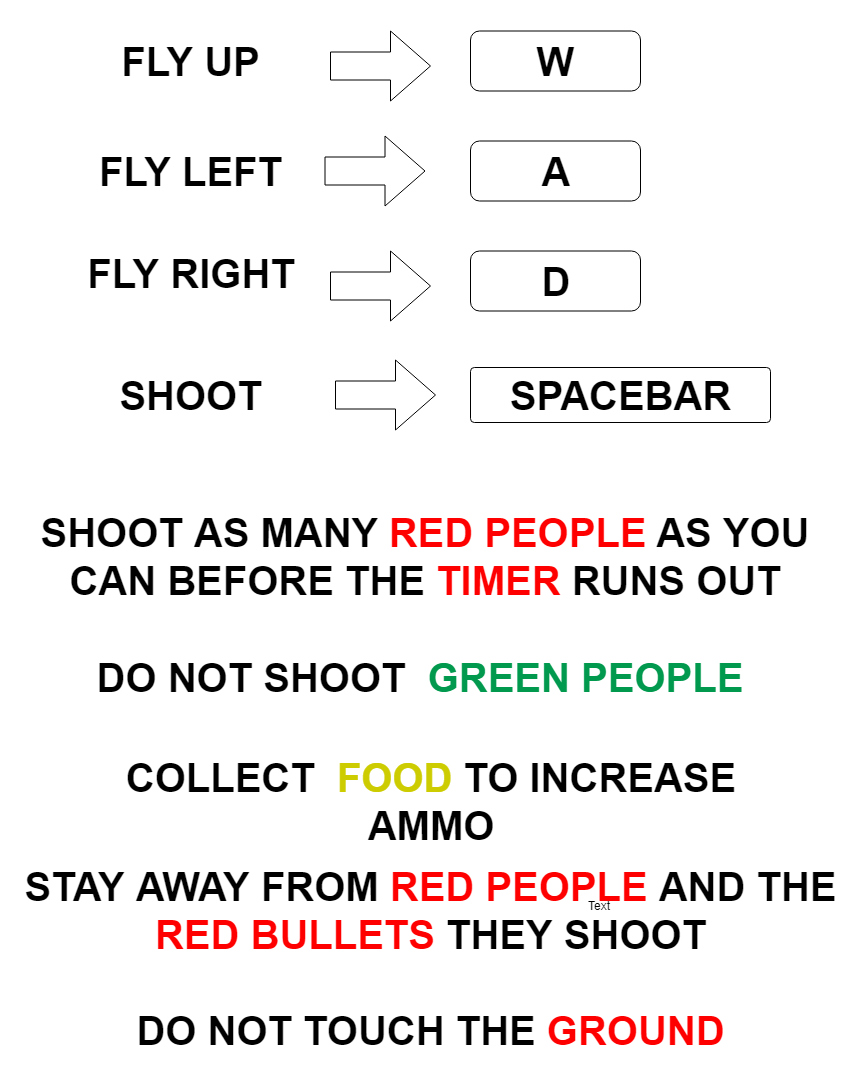 FLY UP W
FLY LEFT A
FLY RIGHT D
SHOOT SPACEBAR
SHOOT AS MANY RED PEOPLE AS YOU
CAN BEFORE THE TIMER RUNS OUT
DO NOT SHOOT GREEN PEOPLE
COLLECT FOOD TO INCREASE
AMMO
STAY AWAY FROM RED PEOPLE AND THE
Text
RED BULLETS THEY SHOOT
DO NOT TOUCH THE GROUND